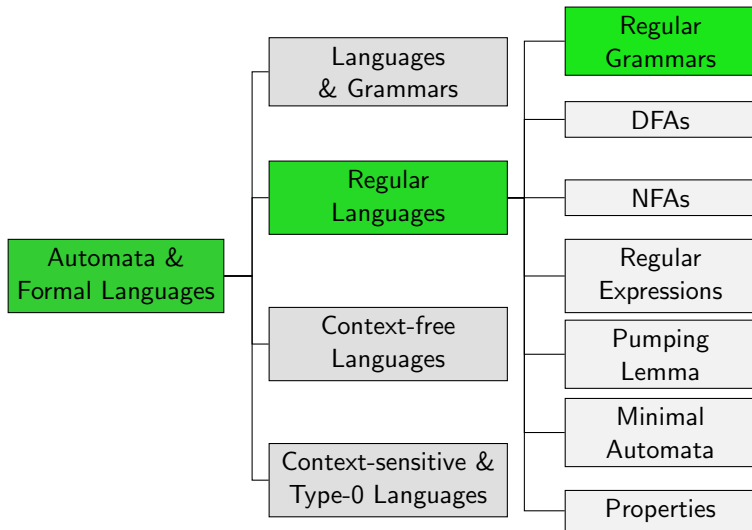 Automata &
Formal Languages
Languages
& Grammars
Regular
Languages
Context-free
Languages
Context-sensitive &
Type-0 Languages
Regular
Grammars
DFAs
NFAs
Regular
Expressions
Pumping
Lemma
Minimal
Automata
Properties